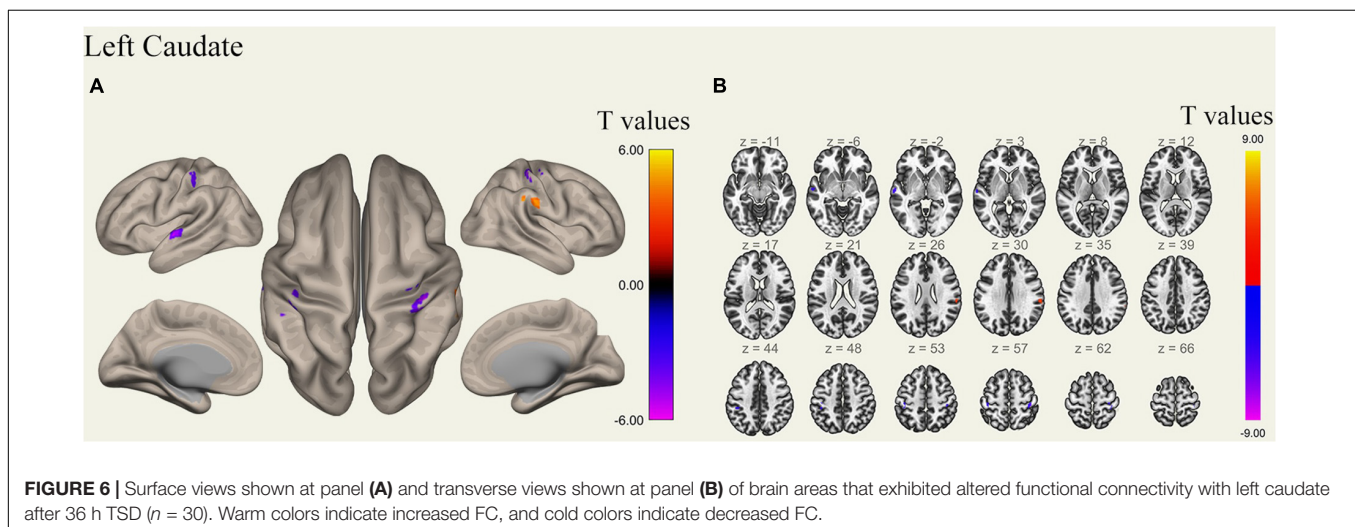 Left Caudate
A
B
T values
6.00
0.00
-6.00
T values
9.00
-9.00
z = -11 z = -6 z = -2 z = 3 z = 8 z = 12
z = 17 z = 21 z = 26 z = 30 z = 35 z = 39
z = 44 z = 48 z = 53 z = 57 z = 62 z = 66
FIGURE 6 | Surface views shown at panel (A) and transverse views shown at panel (B) of brain areas that exhibited altered functional connectivity with left caudate
after 36 h TSD (n = 30). Warm colors indicate increased FC, and cold colors indicate decreased FC.